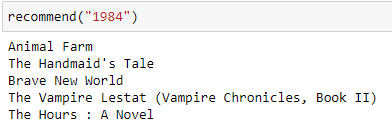 recommend("1984")
Animal Farm
The Handmaid's Tale
Brave New World
The Vampire Lestat (Vampire Chronicles, Book II)
The Hours : A Novel